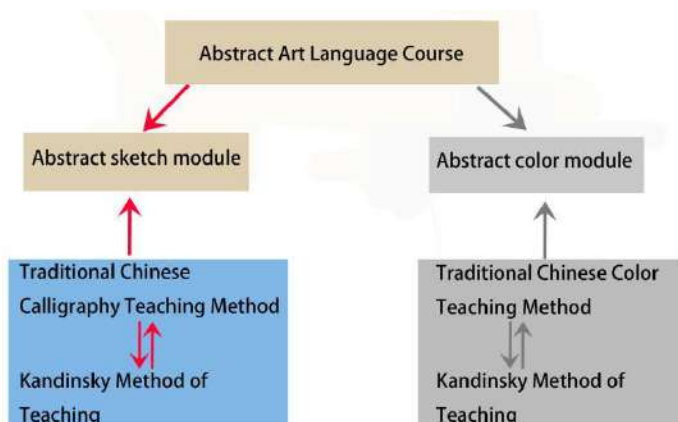 Abstract Art Language Course
Abstract sketch module
Abstract color module
Traditional Chinese
Calligraphy Teaching Method
Kandinsky Method of
Teaching
Traditional Chinese Color
Teaching Method
Kandinsky Method of
Teaching